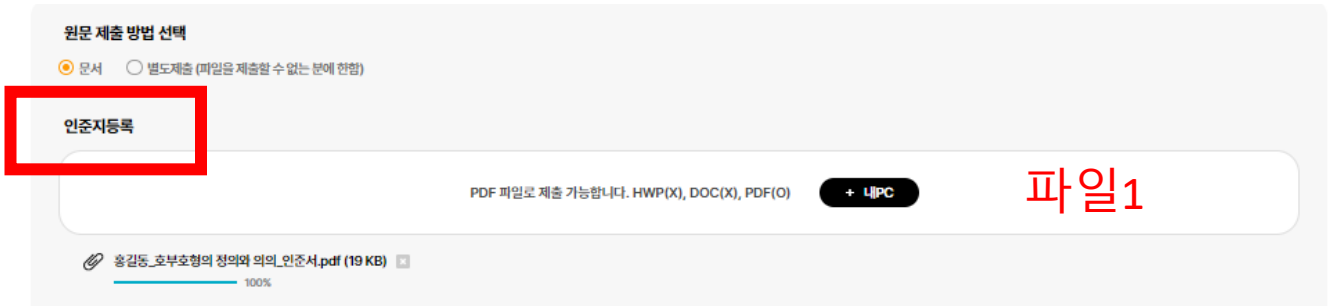 원문 제출 방법 선택
문서 별도제출 (파일을 제출할 수 없는 분에 한함)
인준지등록
PDF 파일로 제출 가능합니다. HWP(X), DOC(X), PDF(O) + 내PC 파일1
홍길동_호부호형의 정의와 의의_인준서.pdf (19 KB)
100%